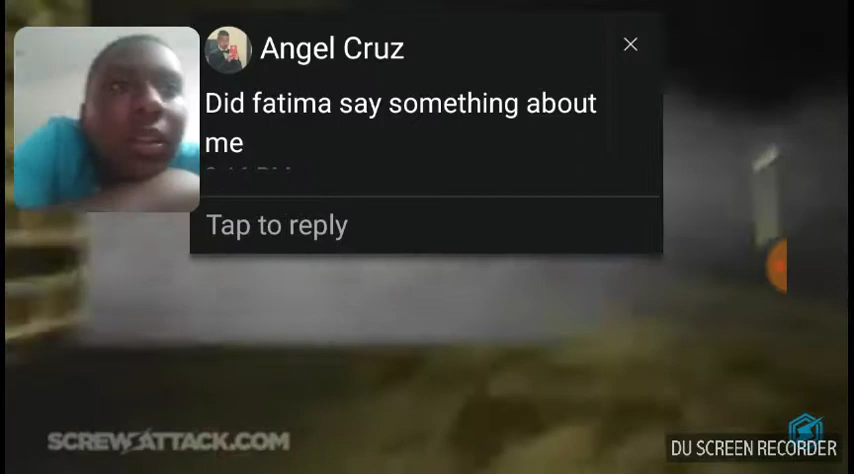 Angel Cruz
Did fatima say something about
me
Tap to reply
SCREWATTACK.COM
DU SCREEN RECORDER